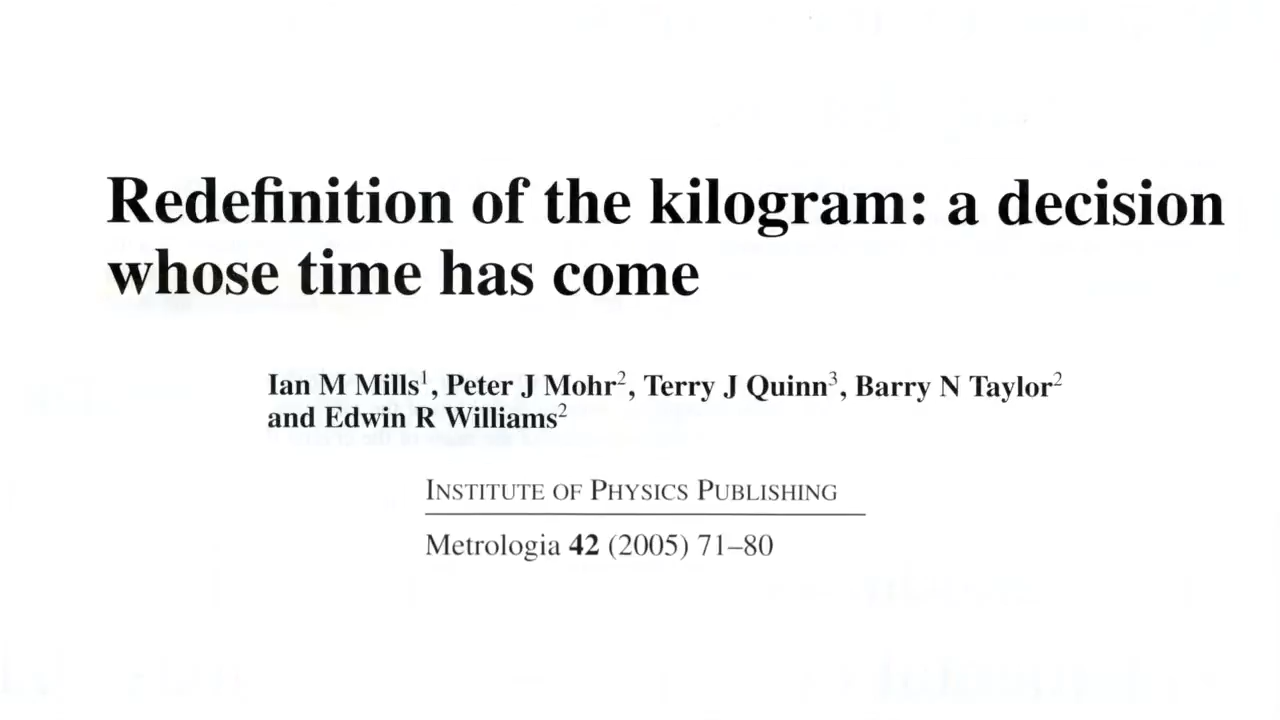 Redefinition of the kilogram: a decision
whose time has come
Ian M Mills¹, Peter J Mohr², Terry J Quinn³, Barry N Taylor²
and Edwin R Williams²
INSTITUTE OF PHYSICS PUBLISHING
Metrologia 42 (2005) 71–80